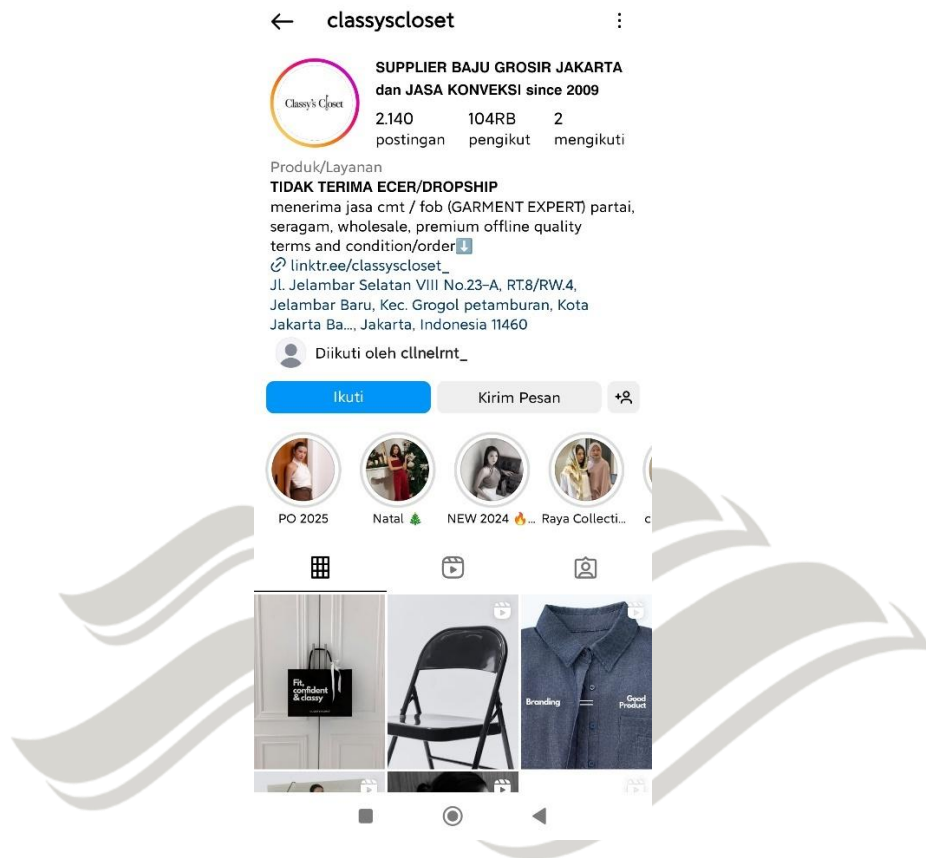 classyscloset
Classy's Closet
SUPPLIER BAJU GROSIR JAKARTA
dan JASA KONVEKSI since 2009
2.140 104RB 2
postingan pengikut mengikuti
Produk/Layanan
TIDAK TERIMA ECER/DROPSHIP
menerima jasa cmt / fob (GARMENT EXPERT) partai,
seragam, wholesale, premium offline quality
terms and condition/order⬇️
linktr.ee/classyscloset_
Jl. Jelambar Selatan VIII No.23-A, RT.8/RW.4,
Jelambar Baru, Kec. Grogol petamburan, Kota
Jakarta Ba..., Jakarta, Indonesia 11460
Diikuti oleh cllnelrnt_
Ikuti Kirim Pesan
PO 2025 Natal 🎄 NEW 2024 🔥... Raya Collecti... c
Fit,
confident
& classy
Branding = Good
Product